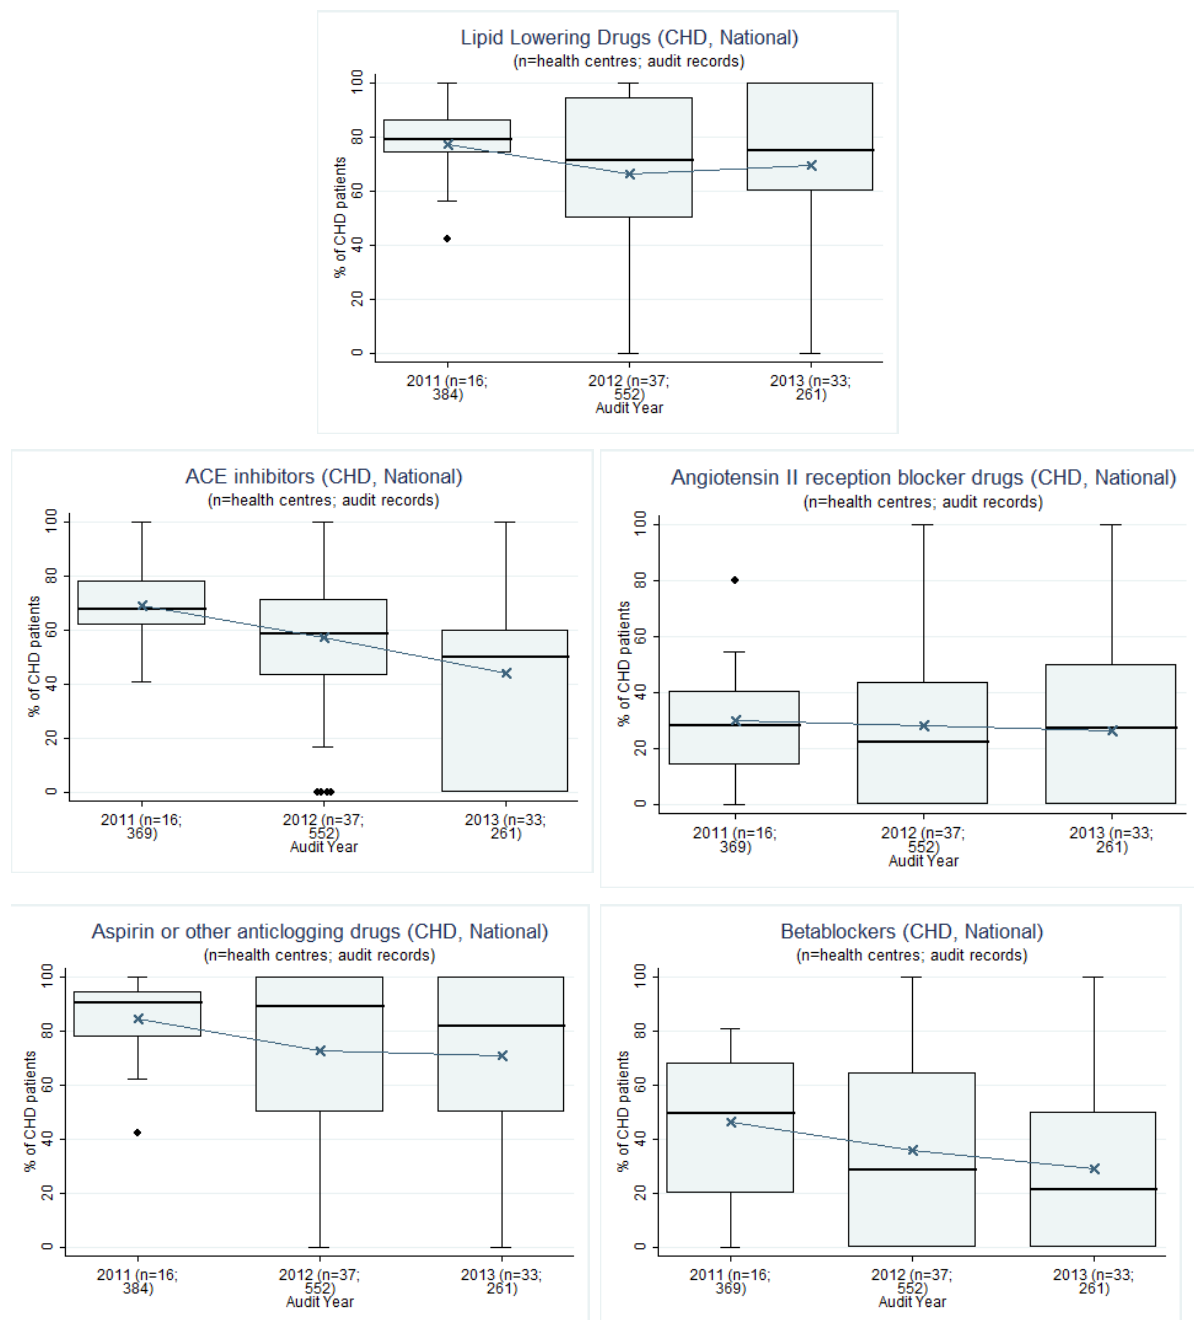 Lipid Lowering Drugs (CHD, National)
(n=health centres; audit records)
% of CHD patients
100
80
60
40
20
0
2011 (n=16;
384)
2012 (n=37;
552)
2013 (n=33;
261)
Audit Year
ACE inhibitors (CHD, National)
(n=health centres; audit records)
% of CHD patients
100
80
60
40
20
0
2011 (n=16;
369)
2012 (n=37;
552)
2013 (n=33;
261)
Audit Year
Angiotensin II reception blocker drugs (CHD, National)
(n=health centres; audit records)
% of CHD patients
100
80
60
40
20
0
2011 (n=16;
369)
2012 (n=37;
552)
2013 (n=33;
261)
Audit Year
Aspirin or other anticlogging drugs (CHD, National)
(n=health centres; audit records)
% of CHD patients
100
80
60
40
20
0
2011 (n=16;
384)
2012 (n=37;
552)
2013 (n=33;
261)
Audit Year
Betablockers (CHD, National)
(n=health centres; audit records)
% of CHD patients
100
80
60
40
20
0
2011 (n=16;
369)
2012 (n=37;
552)
2013 (n=33;
261)
Audit Year